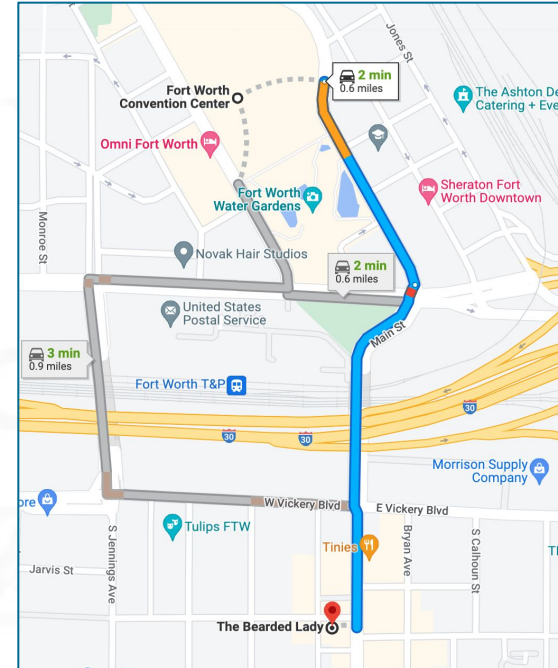 Jones St
2 min
0.6 miles
Fort Worth
Convention Center
The Ashton De
Catering + Eve
Omni Fort Worth
Sheraton Fort
Worth Downtown
Fort Worth
Water Gardens
Monroe St
Novak Hair Studios
2 min
0.6 miles
United States
Postal Service
Main St
3 min
0.9 miles
Fort Worth T&P
30
30
30
Morrison Supply
Company
ore
W Vickery Blvd
E Vickery Blvd
Tulips FTW
S Jennings Ave
Tinies
Bryan Ave
S Calhoun St
Th
Jarvis St
The Bearded Lady